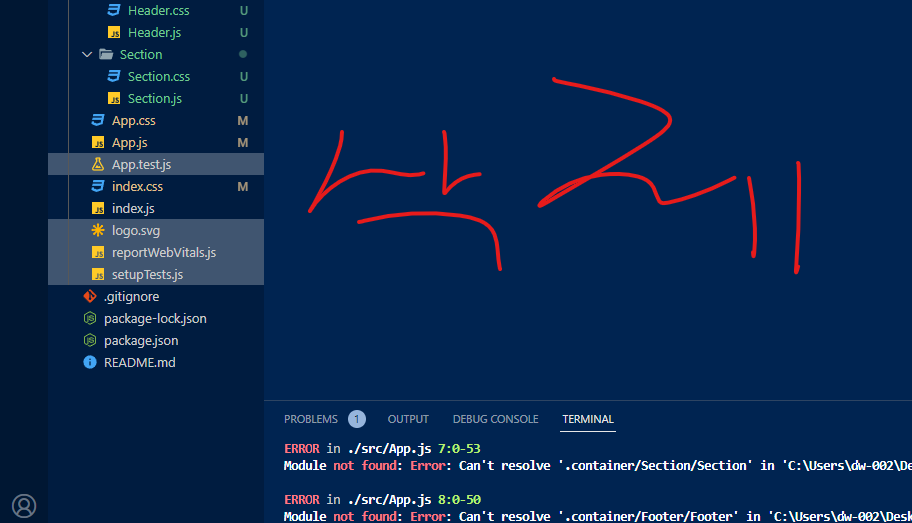 Header.css U
Header.js U
Section
Section.css U
Section.js U
App.css M
App.js M
App.test.js
index.css M
index.js
logo.svg
reportWebVitals.js
setupTests.js
.gitignore
package-lock.json
package.json
README.md
삭제
PROBLEMS 1 OUTPUT DEBUG CONSOLE TERMINAL
ERROR in ./src/App.js 7:0-53
Module not found: Error: Can't resolve '.container/Section/Section' in 'C:\Users\dw-002\De
ERROR in ./src/App.js 8:0-50
Module not found: Error: Can't resolve '.container/Footer/Footer' in 'C:\Users\dw-002\Desk